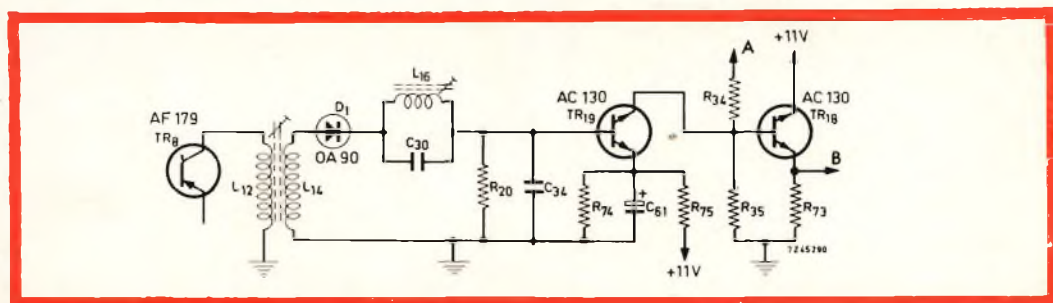 AF 179
TR8
L12
L14
D1
OA 90
L16
C30
R20
C34
AC 130
TR19
R74
+
C61
R75
+11V
A
R34
R35
+11V
AC 130
TR18
B
R73
7Z45290